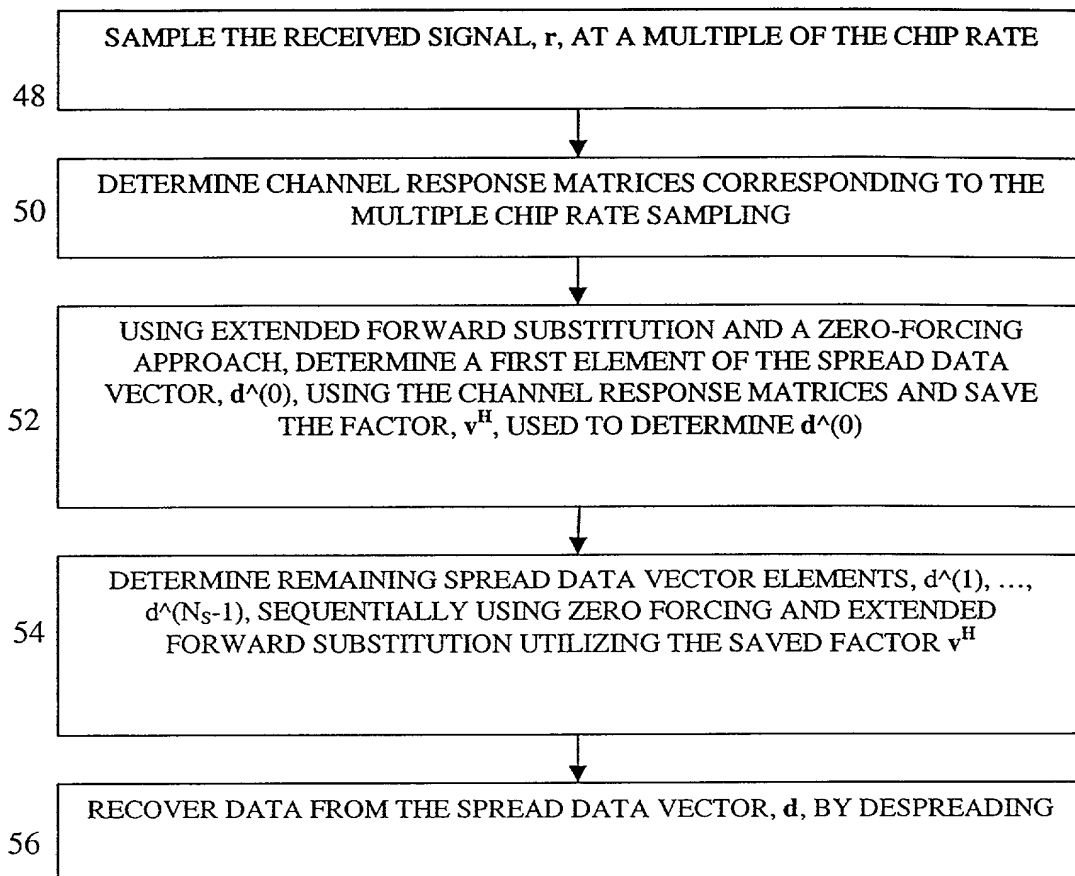 SAMPLE THE RECEIVED SIGNAL, r, AT A MULTIPLE OF THE CHIP RATE
48
DETERMINE CHANNEL RESPONSE MATRICES CORRESPONDING TO THE
MULTIPLE CHIP RATE SAMPLING
50
USING EXTENDED FORWARD SUBSTITUTION AND A ZERO-FORCING
APPROACH, DETERMINE A FIRST ELEMENT OF THE SPREAD DATA
VECTOR, d^(0), USING THE CHANNEL RESPONSE MATRICES AND SAVE
THE FACTOR, v^H, USED TO DETERMINE d^(0)
52
DETERMINE REMAINING SPREAD DATA VECTOR ELEMENTS, d^(1), …,
d^(N_S-1), SEQUENTIALLY USING ZERO FORCING AND EXTENDED
FORWARD SUBSTITUTION UTILIZING THE SAVED FACTOR v^H
54
RECOVER DATA FROM THE SPREAD DATA VECTOR, d, BY DESPREADING
56